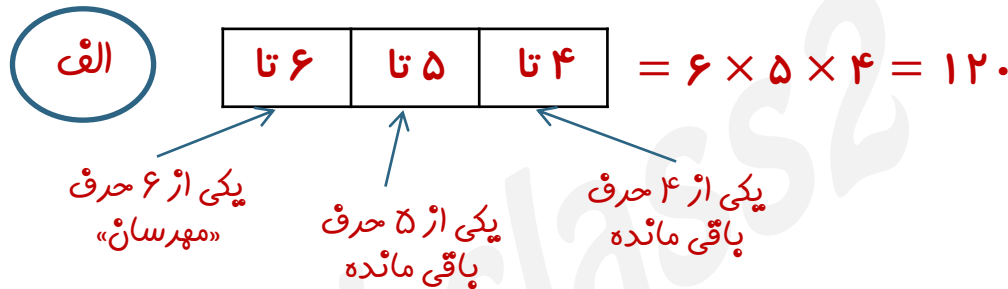 الف
۶ تا ۵ تا ۴ تا = ۶ × ۵ × ۴ = ۱۲۰
یکی از ۶ حرف
«مهرسان»
یکی از ۵ حرف
باقی مانده
یکی از ۴ حرف
باقی مانده